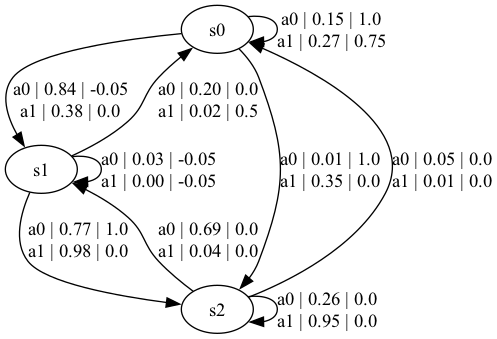 s0
a0 | 0.15 | 1.0
a1 | 0.27 | 0.75
a0 | 0.84 | -0.05
a1 | 0.38 | 0.0
a0 | 0.20 | 0.0
a1 | 0.02 | 0.5
a0 | 0.01 | 1.0
a1 | 0.35 | 0.0
a0 | 0.05 | 0.0
a1 | 0.01 | 0.0
s1
a0 | 0.03 | -0.05
a1 | 0.00 | -0.05
a0 | 0.77 | 1.0
a1 | 0.98 | 0.0
a0 | 0.69 | 0.0
a1 | 0.04 | 0.0
s2
a0 | 0.26 | 0.0
a1 | 0.95 | 0.0